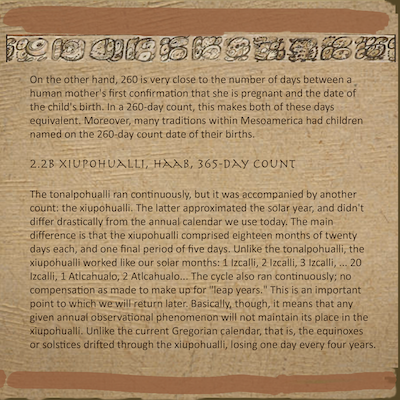 On the other hand, 260 is very close to the number of days between a
human mother's first confirmation that she is pregnant and the date of
the child's birth. In a 260-day count, this makes both of these days
equivalent. Moreover, many traditions within Mesoamerica had children
named on the 260-day count date of their births.
2.2B XIUPOHUALLI, HAAB, 365-DAY COUNT
The tonalpohualli ran continuously, but it was accompanied by another
count: the xiupohualli. The latter approximated the solar year, and didn't
differ drastically from the annual calendar we use today. The main
difference is that the xiupohualli comprised eighteen months of twenty
days each, and one final period of five days. Unlike the tonalpohualli, the
xiupohualli worked like our solar months: 1 Izcalli, 2 Izcalli, 3 Izcalli, ... 20
Izcalli, 1 Atlcahualo, 2 Atlcahualo... The cycle also ran continuously; no
compensation as made to make up for "leap years." This is an important
point to which we will return later. Basically, though, it means that any
given annual observational phenomenon will not maintain its place in the
xiupohualli. Unlike the current Gregorian calendar, that is, the equinoxes
or solstices drifted through the xiupohualli, losing one day every four years.